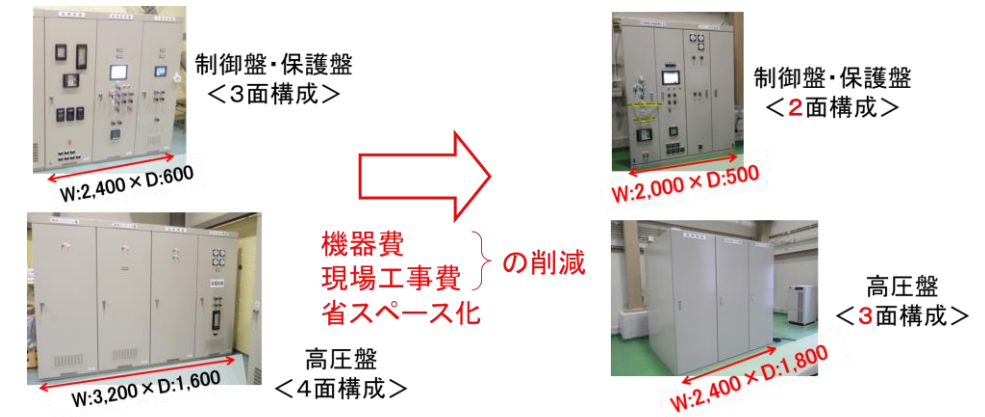 制御盤・保護盤
＜３面構成＞
W:2,400×D:600
高圧盤
＜４面構成＞
W:3,200×D:1,600
機器費
現場工事費
の削減
省スペース化
制御盤・保護盤
＜２面構成＞
W:2,000×D:500
高圧盤
＜３面構成＞
W:2,400×D:1,800